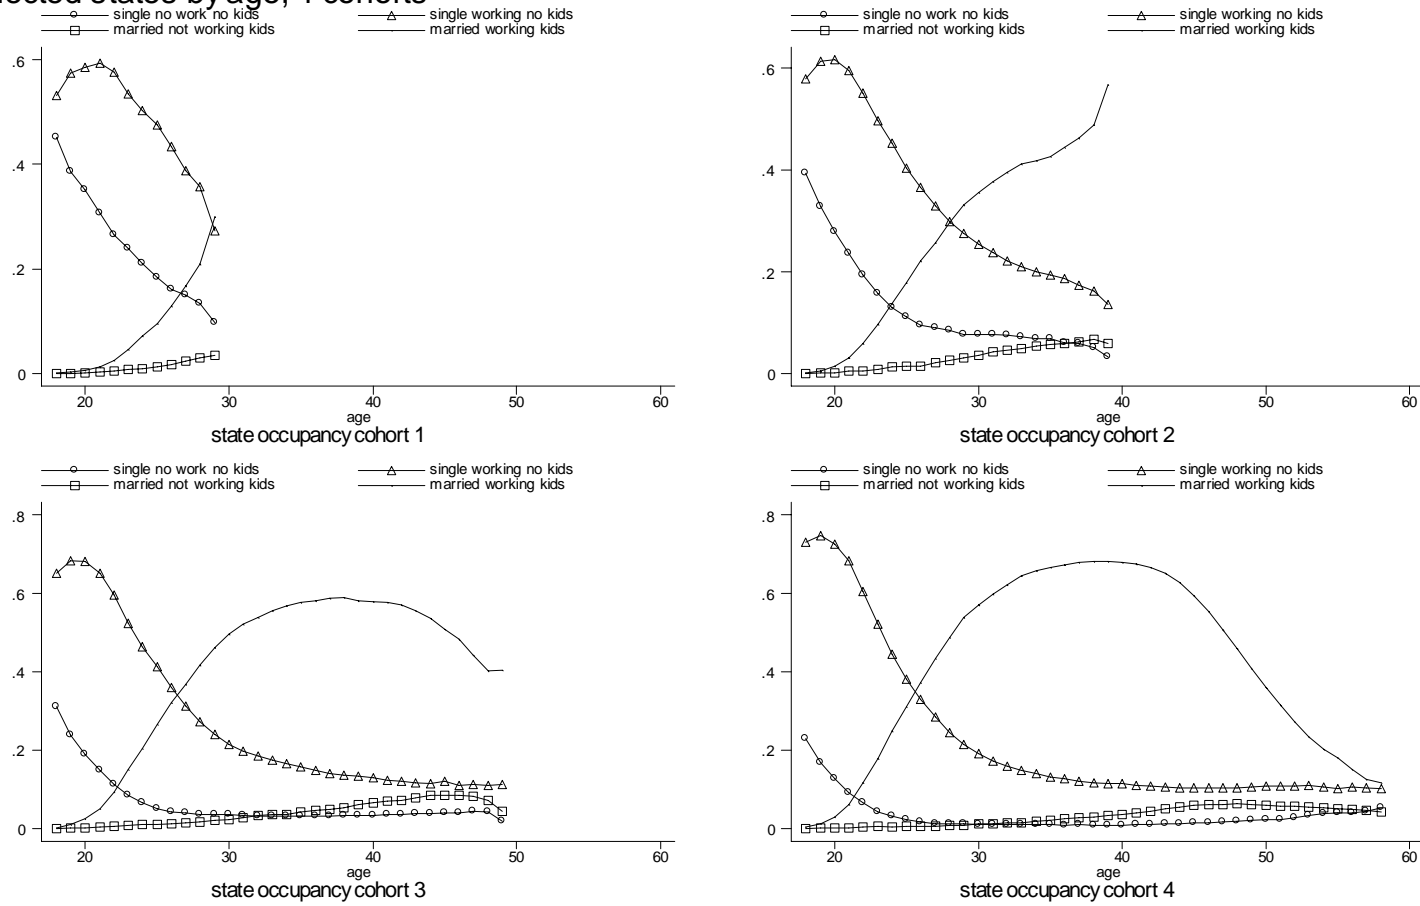 states by age, 4 cohorts
single no work no kids
single working no kids
married not working kids
married working kids
.6
.4
.2
0
20 30 40 50 60
age
state occupancy cohort 1
single no work no kids
single working no kids
married not working kids
married working kids
.6
.4
.2
0
20 30 40 50 60
age
state occupancy cohort 2
single no work no kids
single working no kids
married not working kids
married working kids
.8
.6
.4
.2
0
20 30 40 50 60
age
state occupancy cohort 3
single no work no kids
single working no kids
married not working kids
married working kids
.8
.6
.4
.2
0
20 30 40 50 60
age
state occupancy cohort 4